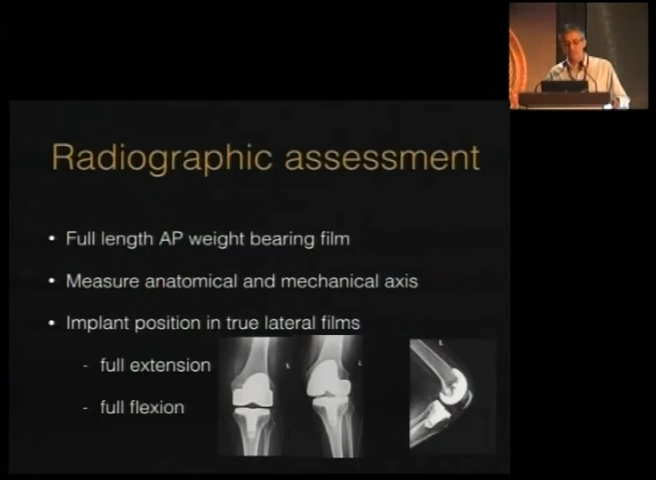 Radiographic assessment
• Full length AP weight bearing film
• Measure anatomical and mechanical axis
• Implant position in true lateral films
- full extension
- full flexion
L
L
L